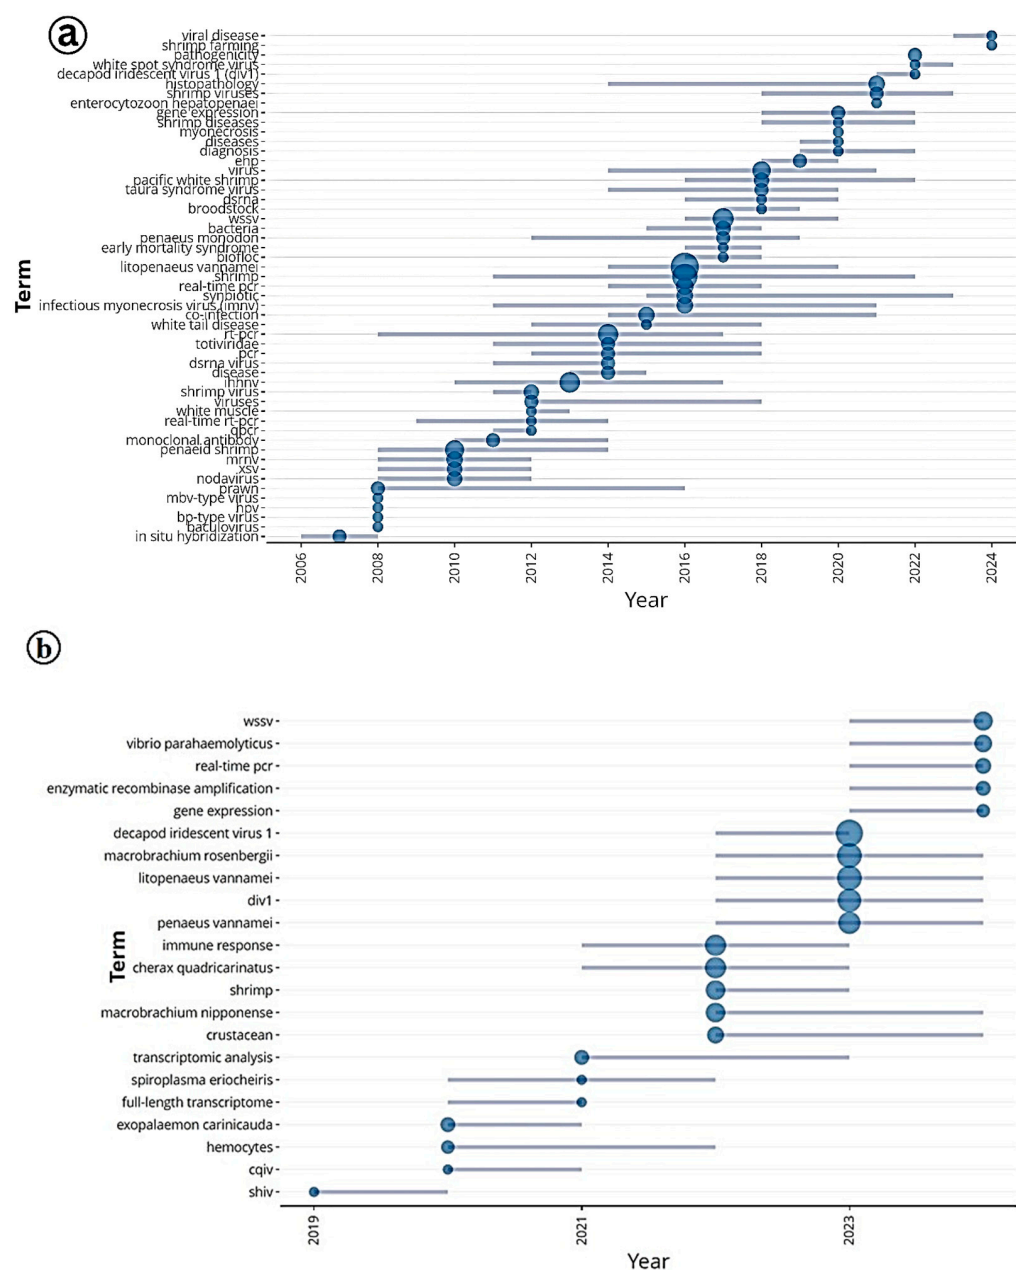 a
viral disease
shrimp farming
pathogenicity
white spot syndrome virus
decapod iridescent virus 1 (div1)
histopathology
shrimp viruses
enterocytozoon hepatopenaei
gene expression
shrimp diseases
myonecrosis
diseases
diagnosis
ehp
virus
pacific white shrimp
taura syndrome virus
dsrna
broodstock
wssv
bacteria
penaeus monodon
early mortality syndrome
biofloc
litopenaeus vannamei
shrimp
real-time pcr
synbiotic
infectious myonecrosis virus (imnv)
co-infection
white tail disease
rt-pcr
totiviridae
pcr
dsrna virus
disease
ihhnv
shrimp virus
viruses
white muscle
real-time rt-pcr
qpcr
monoclonal antibody
penaeid shrimp
mrnv
xsv
nodavirus
prawn
mbv-type virus
hpv
bp-type virus
baculovirus
in situ hybridization
Term
2006
2008
2010
2012
2014
2016
2018
2020
2022
2024
Year
b
wssv
vibrio parahaemolyticus
real-time pcr
enzymatic recombinase amplification
gene expression
decapod iridescent virus 1
macrobrachium rosenbergii
litopenaeus vannamei
div1
penaeus vannamei
immune response
cherax quadricarinatus
shrimp
macrobrachium nipponense
crustacean
transcriptomic analysis
spiroplasma eriocheiris
full-length transcriptome
exopalaemon carinicauda
hemocytes
cqiv
shiv
Term
2019
2021
2023
Year